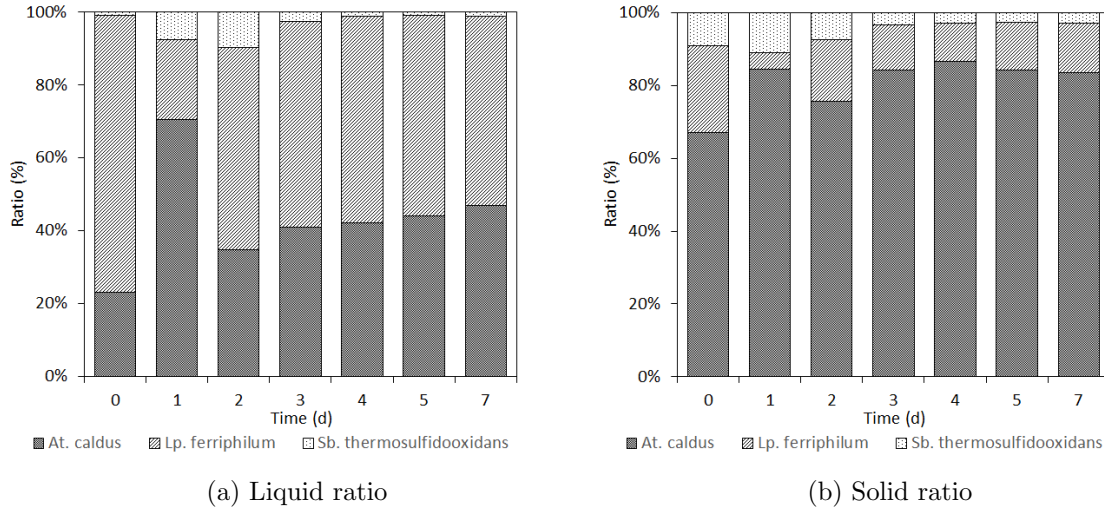 100%
80%
60%
40%
20%
0%
Ratio (%)
0 1 2 3 4 5 7
Time (d)
At. caldus Lp. ferriphilum Sb. thermosulfidooxidans
(a) Liquid ratio
100%
80%
60%
40%
20%
0%
Ratio (%)
0 1 2 3 4 5 7
Time (d)
At. caldus Lp. ferriphilum Sb. thermosulfidooxidans
(b) Solid ratio